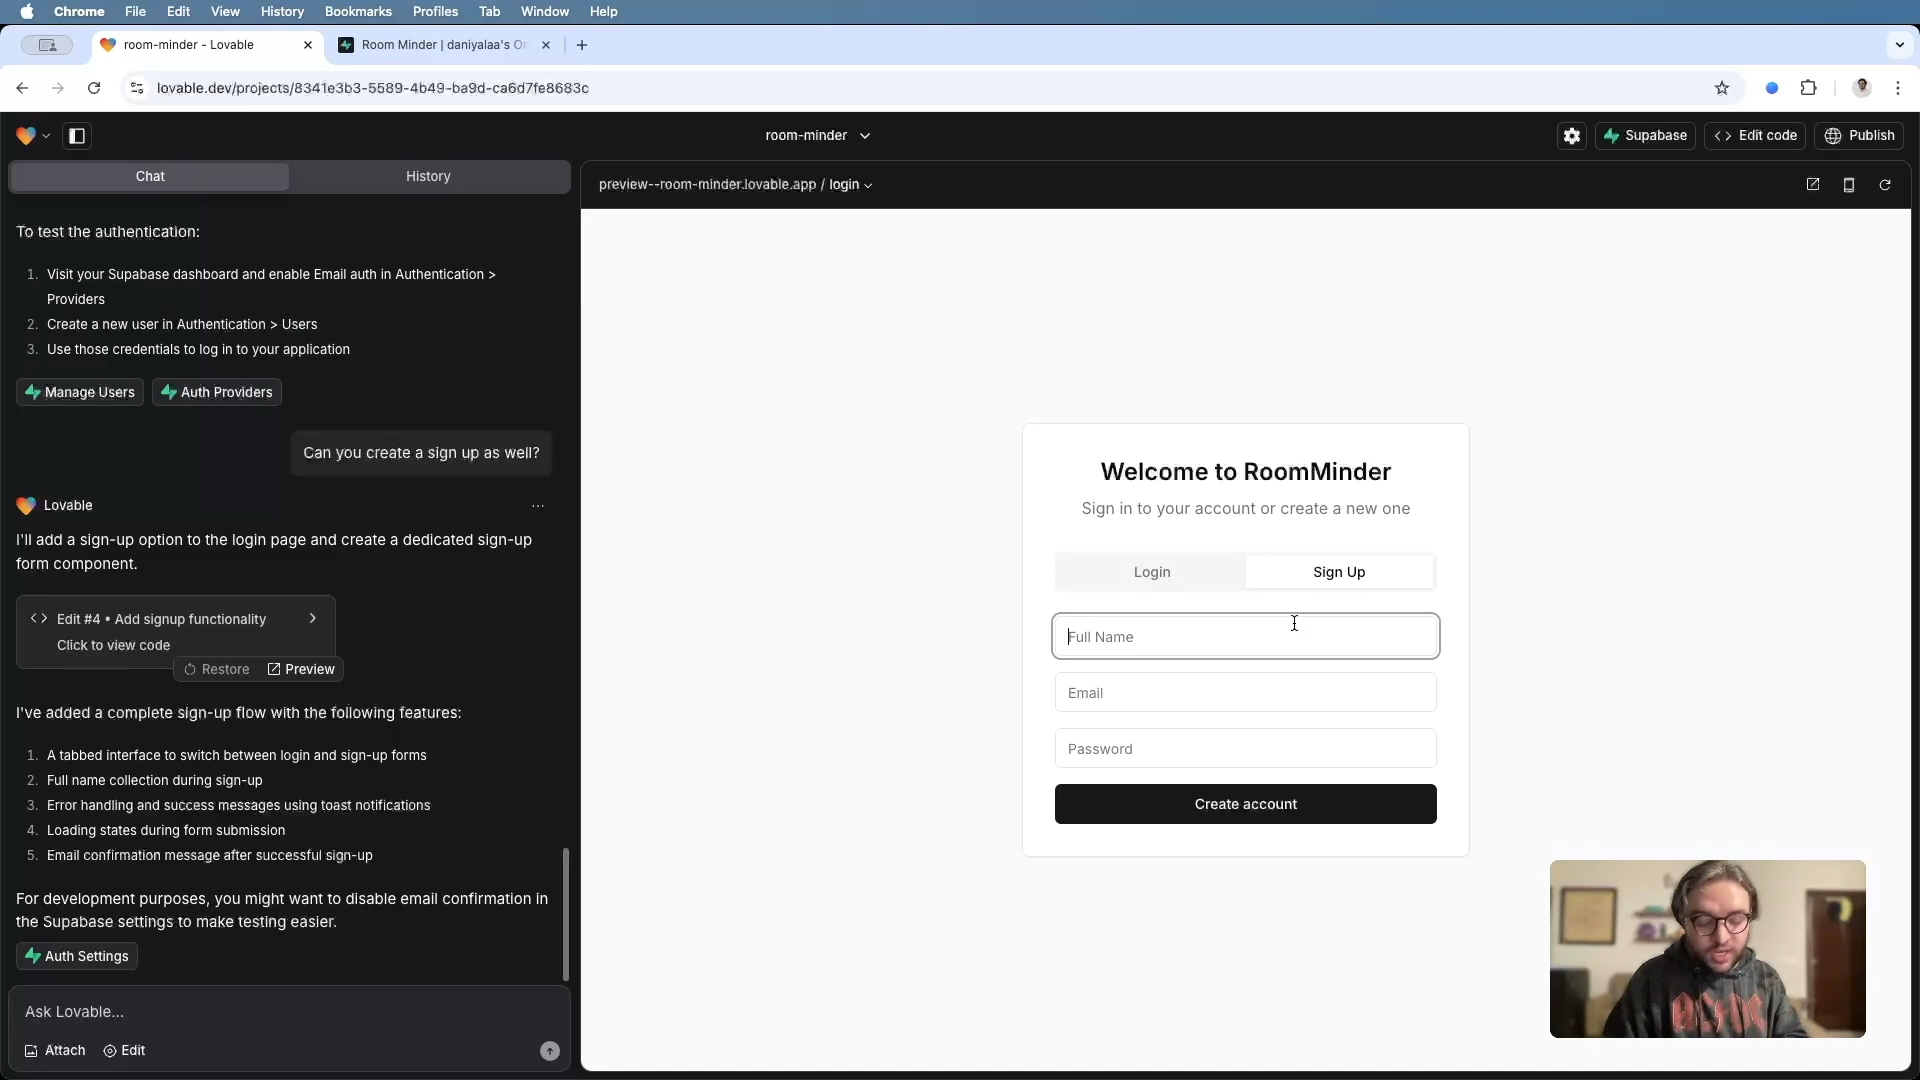 Chrome File Edit View History Bookmarks Profiles Tab Window Help
room-minder - Lovable
Room Minder | daniyalaa's Or
lovable.dev/projects/8341e3b3-5589-4b49-ba9d-ca6d7fe8683c
room-minder
Supabase
Edit code
Publish
Chat
History
To test the authentication:
1. Visit your Supabase dashboard and enable Email auth in Authentication >
Providers
2. Create a new user in Authentication > Users
3. Use those credentials to log in to your application
Manage Users
Auth Providers
Can you create a sign up as well?
Lovable
I'll add a sign-up option to the login page and create a dedicated sign-up
form component.
Edit #4 • Add signup functionality
Click to view code
Restore
Preview
I've added a complete sign-up flow with the following features:
1. A tabbed interface to switch between login and sign-up forms
2. Full name collection during sign-up
3. Error handling and success messages using toast notifications
4. Loading states during form submission
5. Email confirmation message after successful sign-up
For development purposes, you might want to disable email confirmation in
the Supabase settings to make testing easier.
Auth Settings
Ask Lovable...
Attach
Edit
preview--room-minder.lovable.app / login
Welcome to RoomMinder
Sign in to your account or create a new one
Login
Sign Up
Full Name
Email
Password
Create account
AC/DC